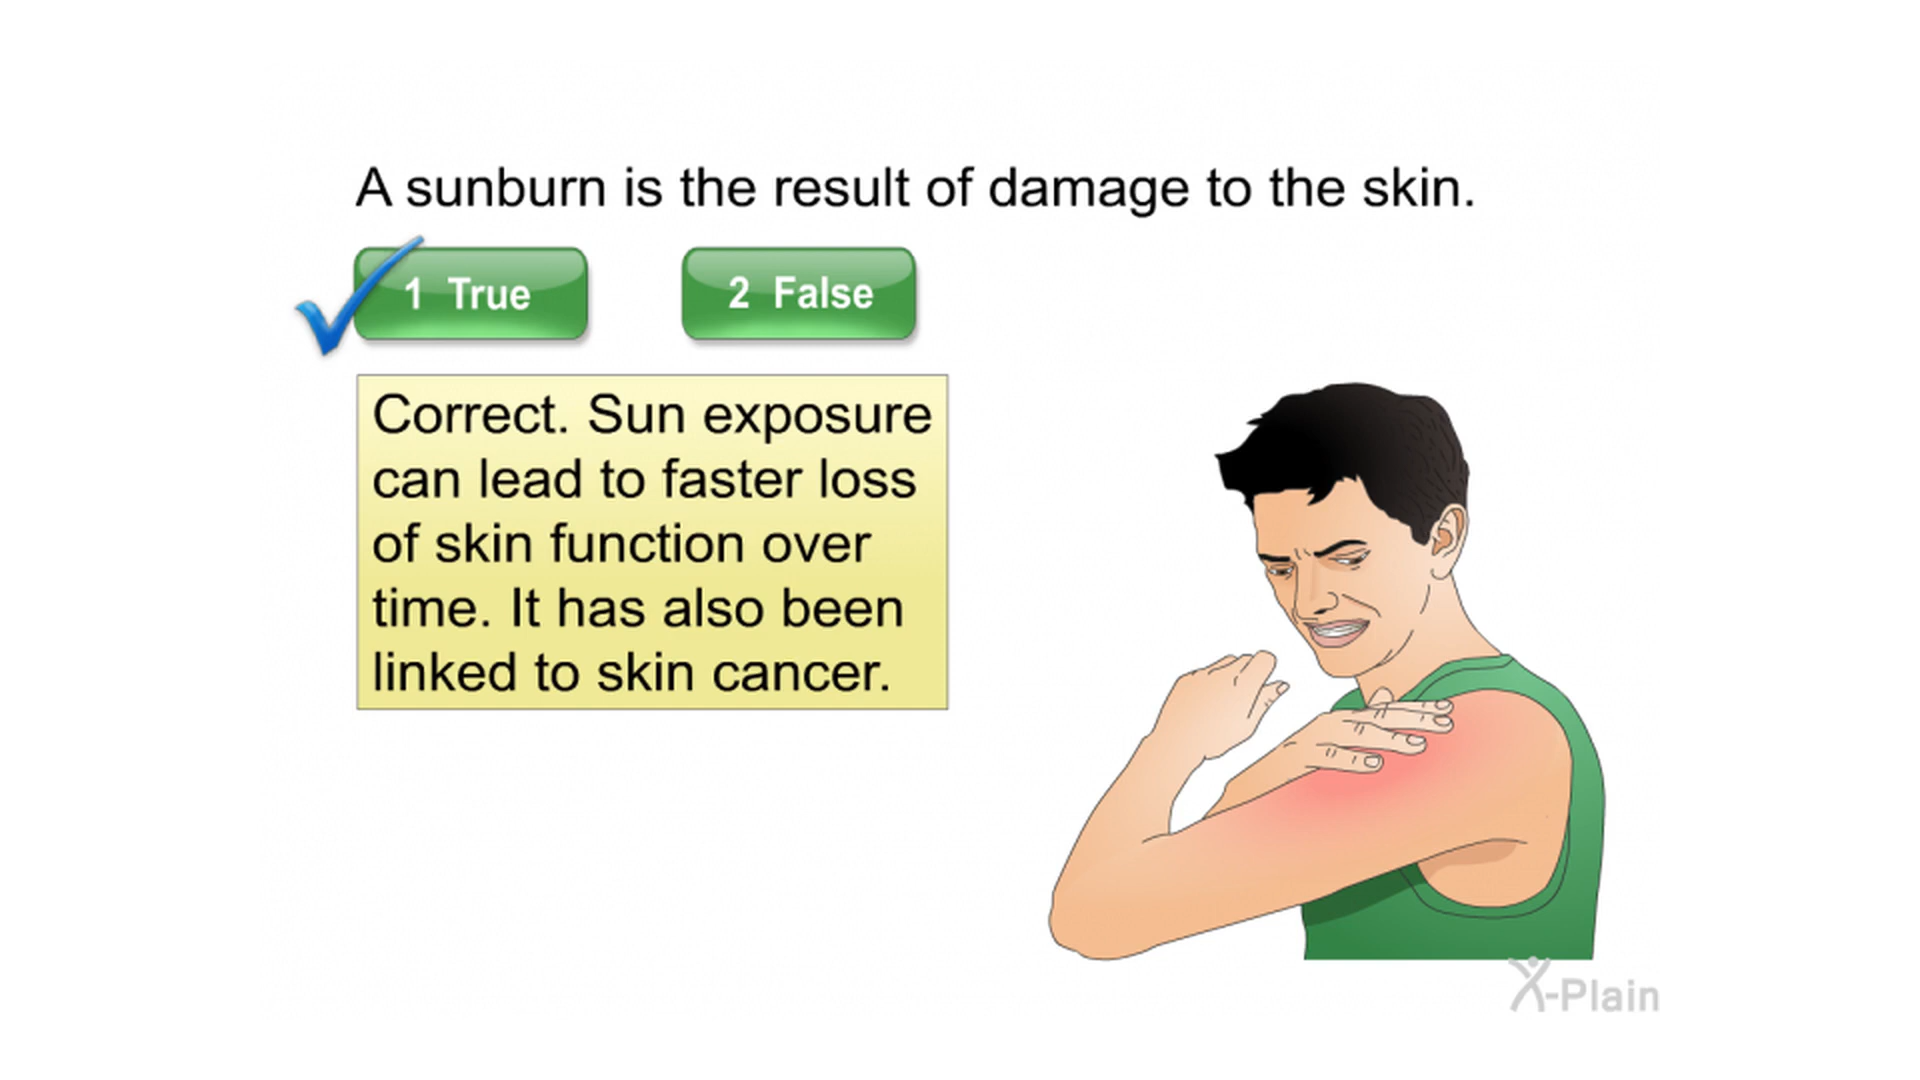 A sunburn is the result of damage to the skin.
1 True
2 False
Correct. Sun exposure
can lead to faster loss
of skin function over
time. It has also been
linked to skin cancer.
X-Plain